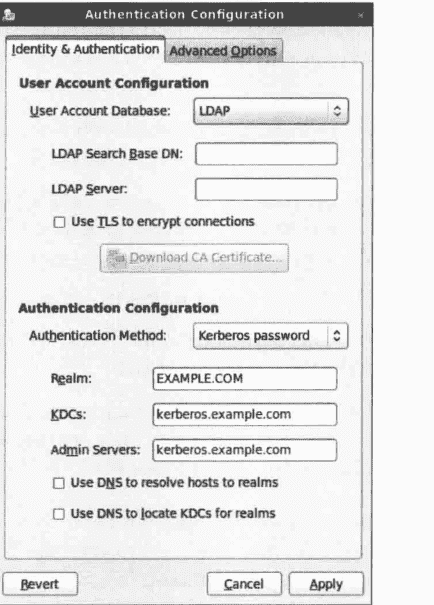 Authentication Configuration
Identity & Authentication
Advanced Options
User Account Configuration
User Account Database: LDAP
LDAP Search Base DN:
LDAP Server:
Use TLS to encrypt connections
Download CA Certificate...
Authentication Configuration
Authentication Method: Kerberos password
Realm: EXAMPLE.COM
KDCs: kerberos.example.com
Admin Servers: kerberos.example.com
Use DNS to resolve hosts to realms
Use DNS to locate KDCs for realms
Revert Cancel Apply